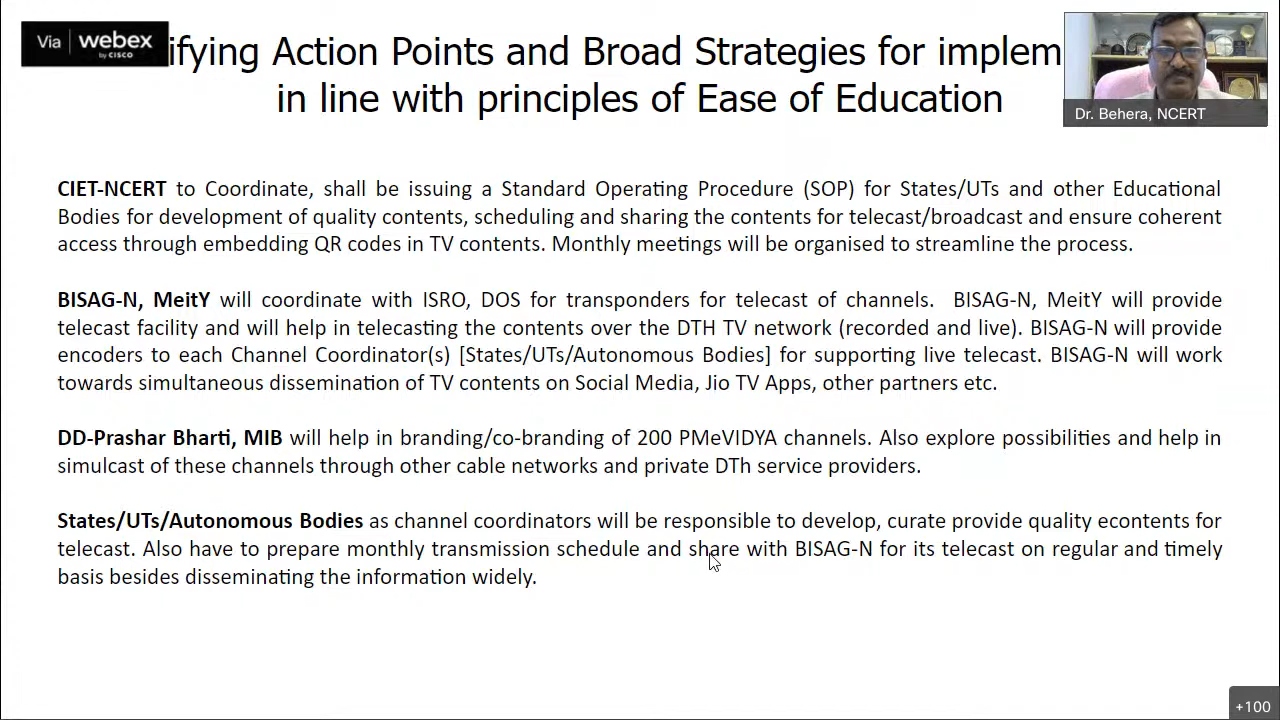 Via webex
by CISCO
ifying Action Points and Broad Strategies for implem
in line with principles of Ease of Education
Dr. Behera, NCERT
CIET-NCERT to Coordinate, shall be issuing a Standard Operating Procedure (SOP) for States/UTs and other Educational
Bodies for development of quality contents, scheduling and sharing the contents for telecast/broadcast and ensure coherent
access through embedding QR codes in TV contents. Monthly meetings will be organised to streamline the process.
BISAG-N, MeitY will coordinate with ISRO, DOS for transponders for telecast of channels. BISAG-N, MeitY will provide
telecast facility and will help in telecasting the contents over the DTH TV network (recorded and live). BISAG-N will provide
encoders to each Channel Coordinator(s) [States/UTs/Autonomous Bodies] for supporting live telecast. BISAG-N will work
towards simultaneous dissemination of TV contents on Social Media, Jio TV Apps, other partners etc.
DD-Prashar Bharti, MIB will help in branding/co-branding of 200 PMeVIDYA channels. Also explore possibilities and help in
simulcast of these channels through other cable networks and private DTh service providers.
States/UTs/Autonomous Bodies as channel coordinators will be responsible to develop, curate provide quality econtents for
telecast. Also have to prepare monthly transmission schedule and share with BISAG-N for its telecast on regular and timely
basis besides disseminating the information widely.
+100